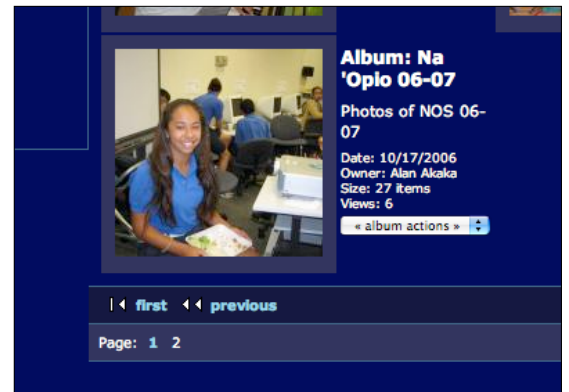 Album: Na
'Opio 06-07
Photos of NOS 06-
07
Date: 10/17/2006
Owner: Alan Akaka
Size: 27 items
Views: 6
« album actions »
first previous
Page: 1 2